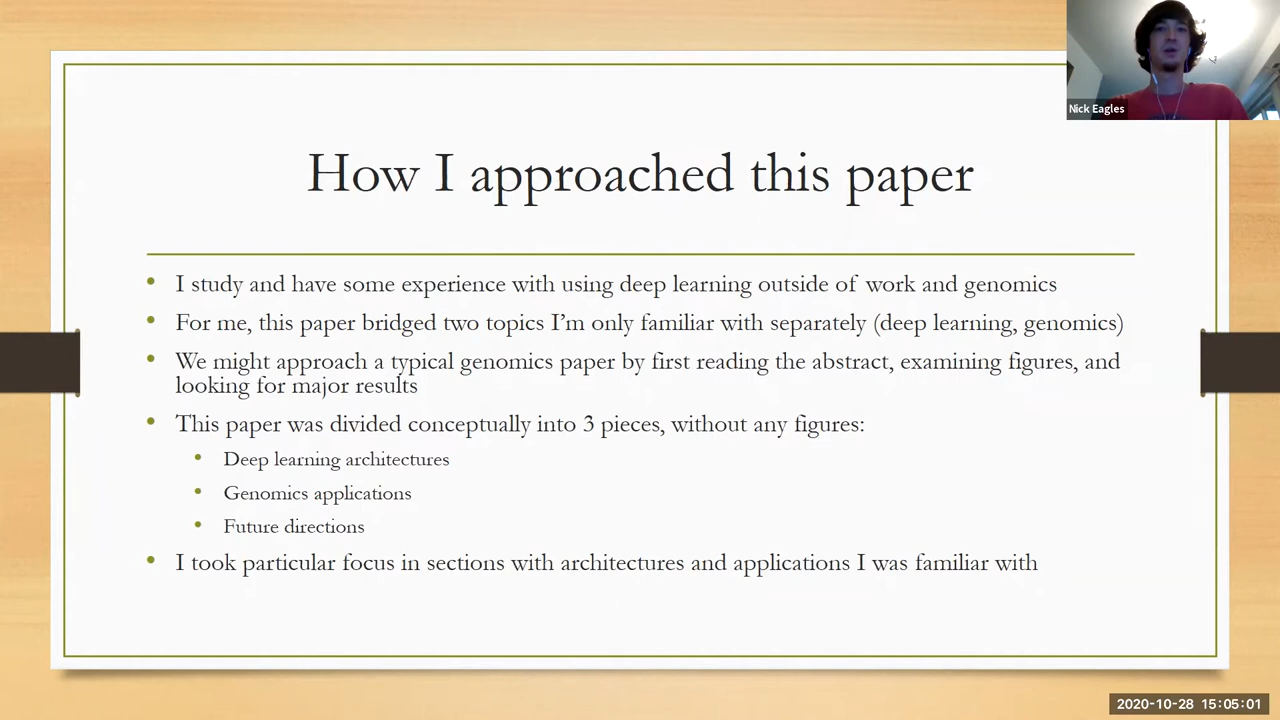 Nick Eagles
How I approached this paper
I study and have some experience with using deep learning outside of work and genomics
For me, this paper bridged two topics I'm only familiar with separately (deep learning, genomics)
We might approach a typical genomics paper by first reading the abstract, examining figures, and
looking for major results
This paper was divided conceptually into 3 pieces, without any figures:
Deep learning architectures
Genomics applications
Future directions
I took particular focus in sections with architectures and applications I was familiar with
2020-10-28 15:05:01